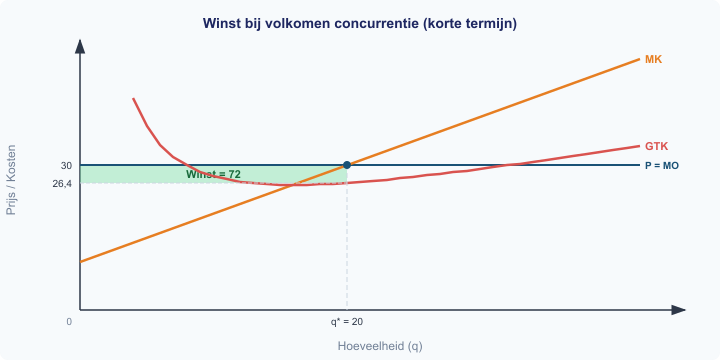 Winst bij volkomen concurrentie (korte termijn)
MK
GTK
P = MO
30
26,4
Winst = 72
Prijs / Kosten
0
q* = 20
Hoeveelheid (q)